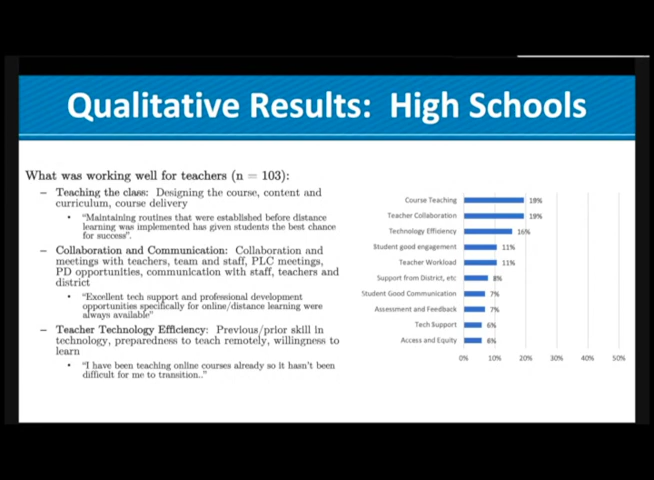 Qualitative Results: High Schools
What was working well for teachers (n = 103):
– Teaching the class: Designing the course, content and
curriculum, course delivery
• "Maintaining routines that were established before distance
learning was implemented has given students the best chance
for success".
– Collaboration and Communication: Collaboration and
meetings with teachers, team and staff, PLC meetings,
PD opportunities, communication with staff, teachers and
district
• "Excellent tech support and professional development
opportunities specifically for online/distance learning were
always available"
– Teacher Technology Efficiency: Previous/prior skill in
technology, preparedness to teach remotely, willingness to
learn
• "I have been teaching online courses already so it hasn't been
difficult for me to transition.."
Course Teaching 19%
Teacher Collaboration 19%
Technology Efficiency 16%
Student good engagement 11%
Teacher Workload 11%
Support from District, etc 8%
Student Good Communication 7%
Assessment and Feedback 7%
Tech Support 6%
Access and Equity 6%
0% 10% 20% 30% 40% 50%